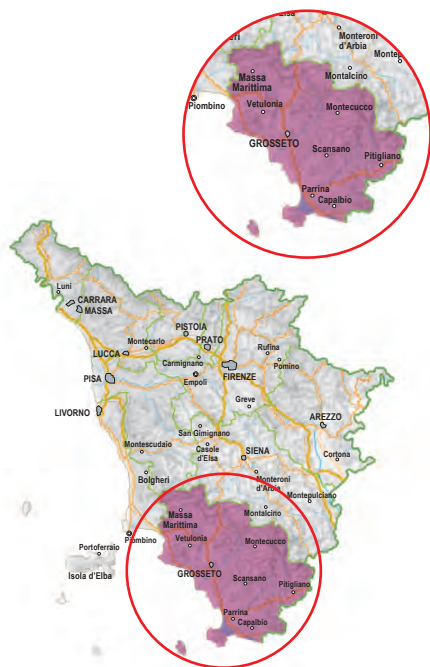 Monteroni
d'Arbia
Montep
Massa
Marittima
Montalcino
Piombino
Vetulonia
Montecucco
GROSSETO
Scansano
Pitigliano
Parrina
Capalbio
Luni
CARRARA
MASSA
PISTOIA
PRATO
Montecarlo
LUCCA
Rufina
Carmignano
FIRENZE
Pomino
PISA
Empoli
Greve
LIVORNO
AREZZO
San Gimignano
Montescudaio
Casole
d'Elsa
SIENA
Cortona
Bolgheri
Monteroni
d'Arbia
Montepulciano
Massa
Marittima
Montalcino
Piombino
Vetulonia
Montecucco
Portoferraio
GROSSETO
Isola d'Elba
Scansano
Pitigliano
Parrina
Capalbio